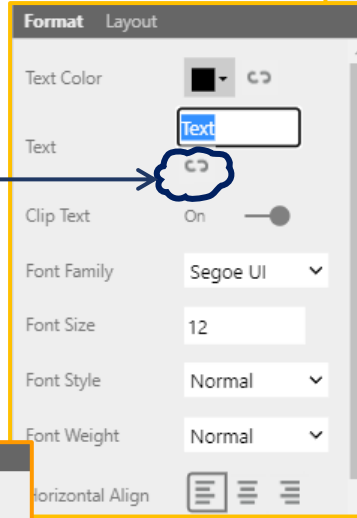 Format Layout
Text Color
Text
Text
Clip Text On
Font Family Segoe UI
Font Size 12
Font Style Normal
Font Weight Normal
Horizontal Align